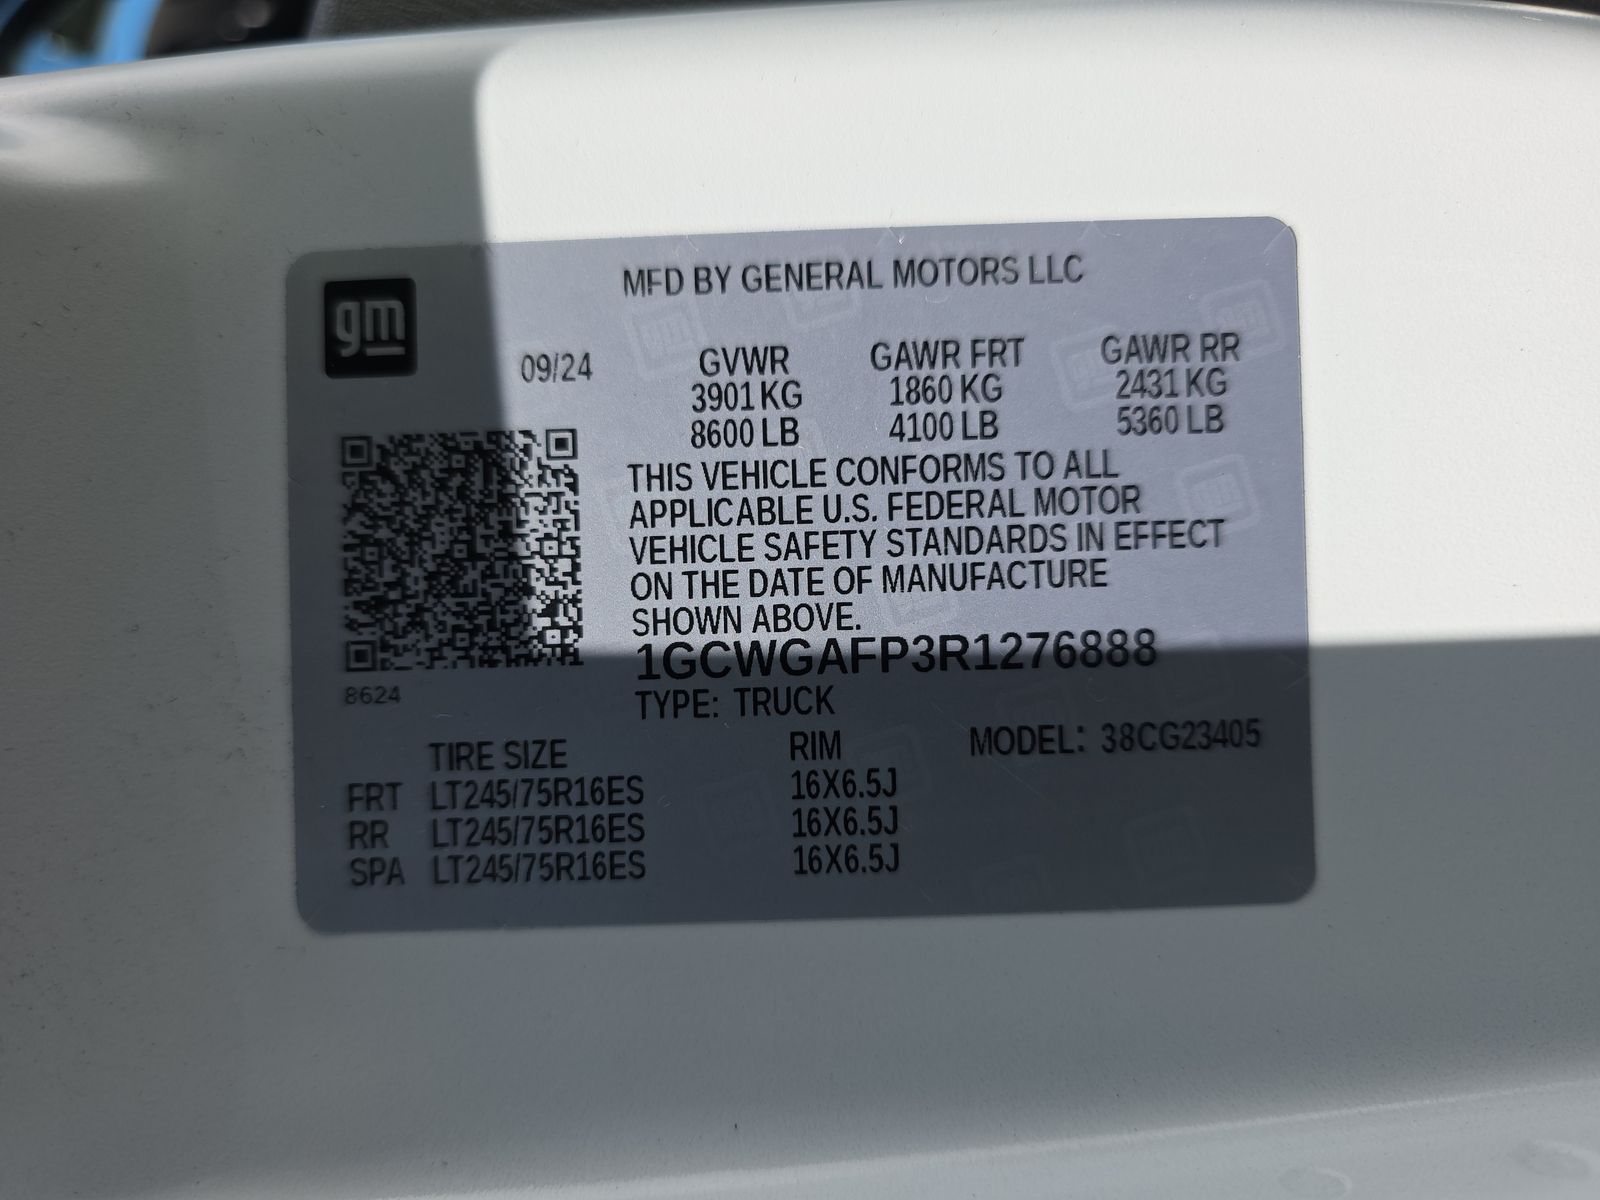 gm
MFD BY GENERAL MOTORS LLC
09/24
GVWR GAWR FRT GAWR RR
3901 KG 1860 KG 2431 KG
8600 LB 4100 LB 5360 LB
THIS VEHICLE CONFORMS TO ALL
APPLICABLE U.S. FEDERAL MOTOR
VEHICLE SAFETY STANDARDS IN EFFECT
ON THE DATE OF MANUFACTURE
SHOWN ABOVE.
1GCWGAFP3R1276888
8624
TYPE: TRUCK
TIRE SIZE RIM MODEL: 38CG23405
FRT LT245/75R16ES 16X6.5J
RR LT245/75R16ES 16X6.5J
SPA LT245/75R16ES 16X6.5J